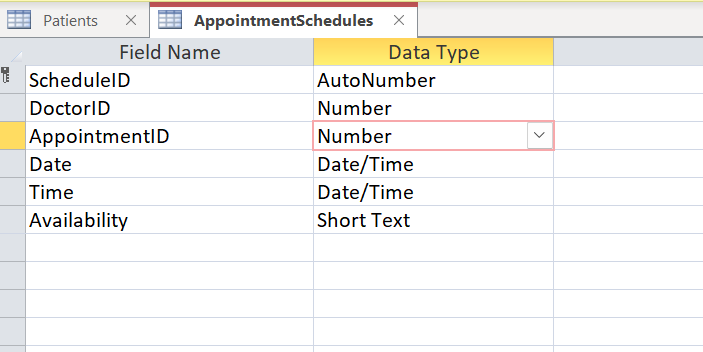 Patients AppointmentSchedules
Field Name Data Type
ScheduleID AutoNumber
DoctorID Number
AppointmentID Number
Date Date/Time
Time Date/Time
Availability Short Text